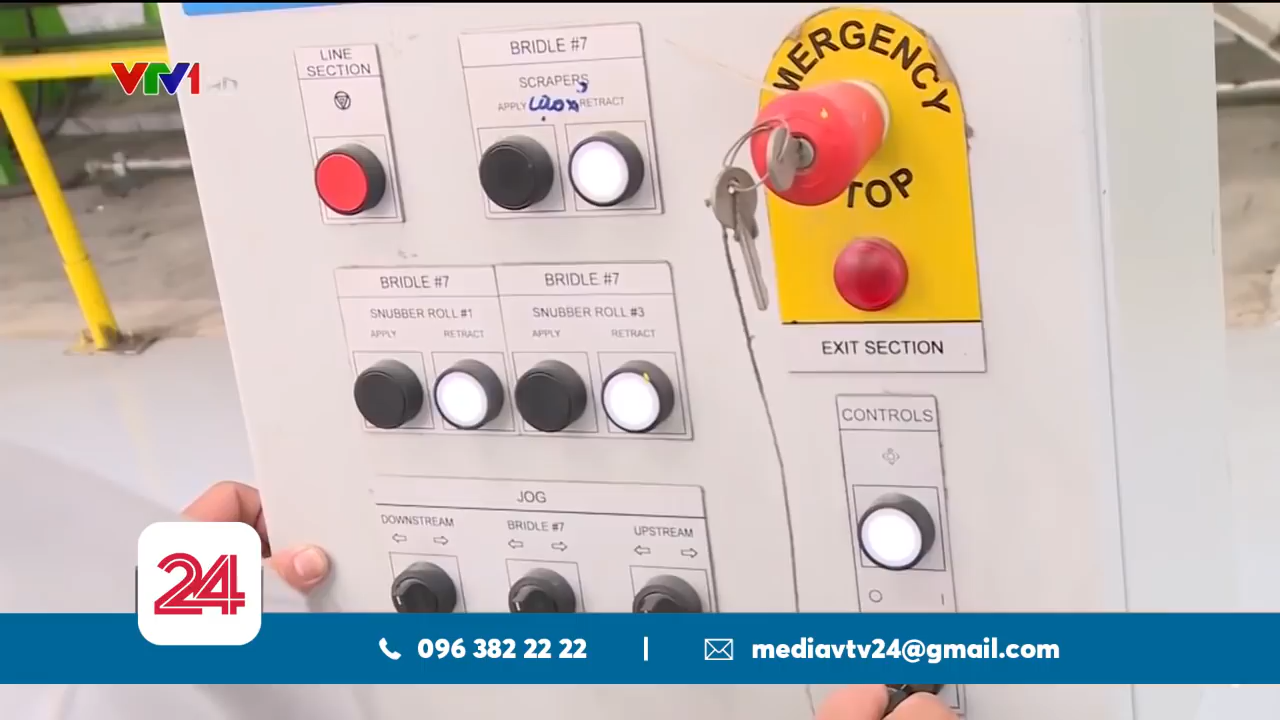 VTV1 HD
LINE
SECTION
BRIDLE #7
SCRAPERS
APPLY
RETRACT
EMERGENCY
STOP
EXIT SECTION
BRIDLE #7
SNUBBER ROLL #1
APPLY
RETRACT
BRIDLE #7
SNUBBER ROLL #3
APPLY
RETRACT
CONTROLS
JOG
DOWNSTREAM
BRIDLE #7
UPSTREAM
24
096 382 22 22 | mediavtv24@gmail.com